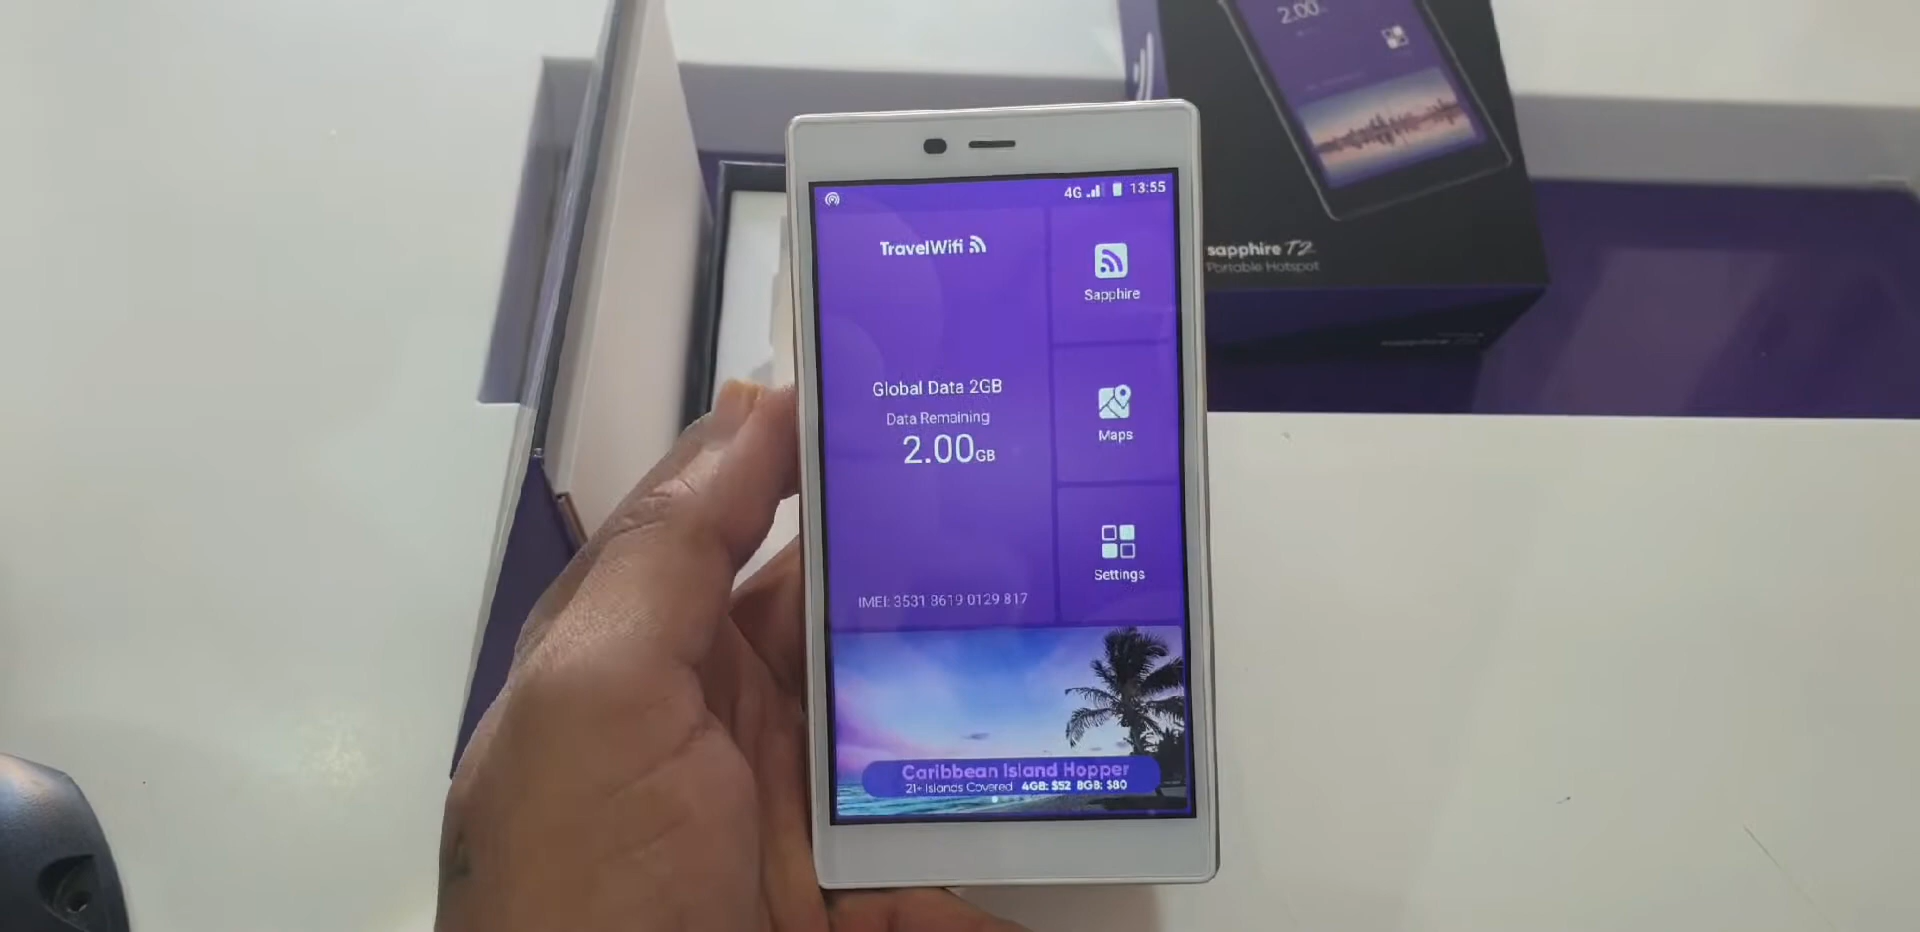 4G 13:55
TravelWifi
Sapphire
Global Data 2GB
Data Remaining
2.00GB
Maps
Settings
IMEI: 3531 8619 0129 817
Caribbean Island Hopper
21+ Islands Covered 4GB: $52 8GB: $80
2.00
sapphire T2
Portable Hotspot